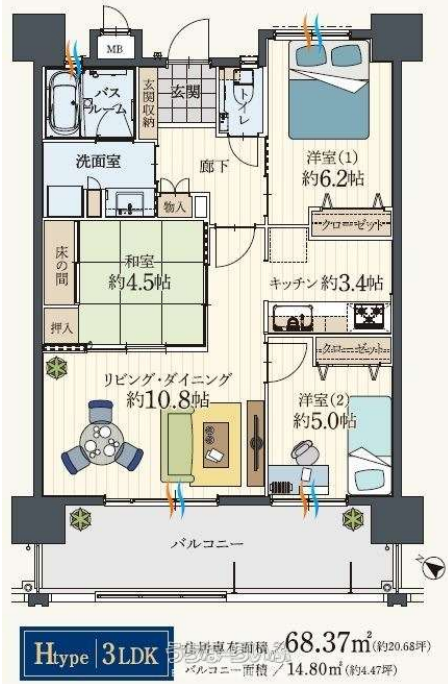 MB
バス
ルーム
玄関収納
玄関
トイレ
洋室(1)
約6.2帖
洗面室
廊下
物入
クローゼット
床の間
和室
約4.5帖
キッチン 約3.4帖
押入
クローゼット
リビング・ダイニング
約10.8帖
洋室(2)
約5.0帖
バルコニー
N
Htype 3LDK
住居専有面積 / 68.37㎡(約20.68坪)
バルコニー面積 / 14.80㎡(約4.47坪)